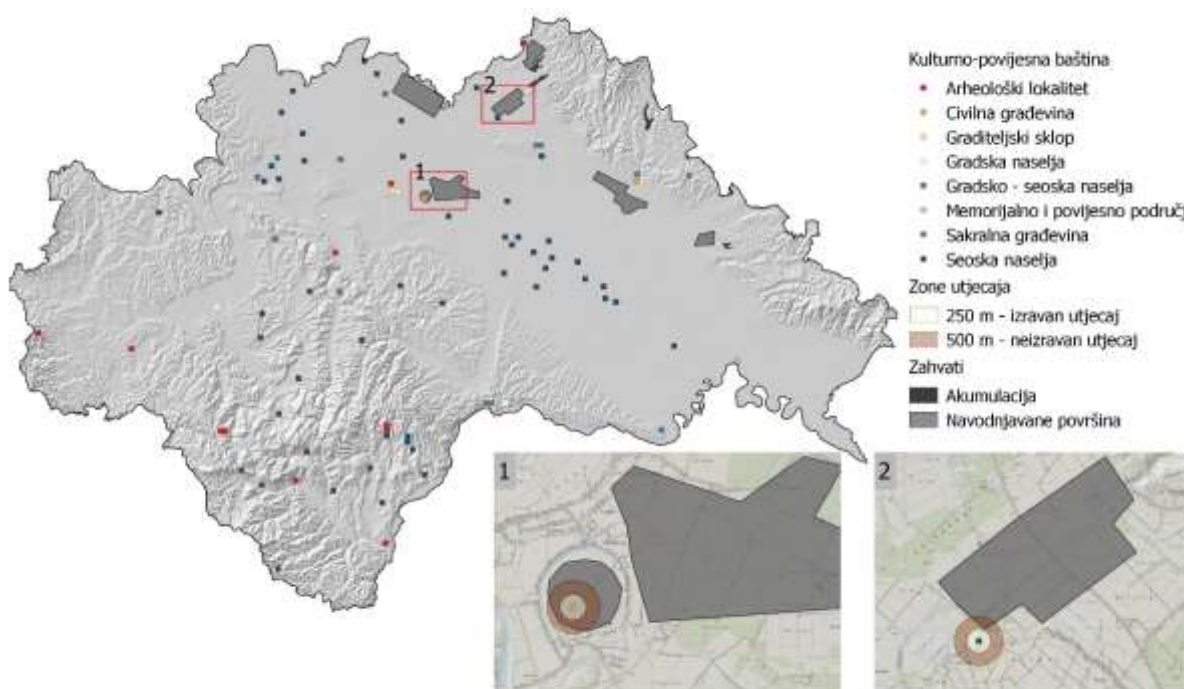 Kulturno-povijesna baština
Arheološki lokalitet
Civilna građevina
Graditeljski sklop
Gradska naselja
Gradsko - seoska naselja
Memorijalno i povijesno područj
Sakralna građevina
Seoska naselja
Zone utjecaja
250 m - izravan utjecaj
500 m - neizravan utjecaj
Zahvati
Akumulacija
Navodnjavane površina
2
1
1
2